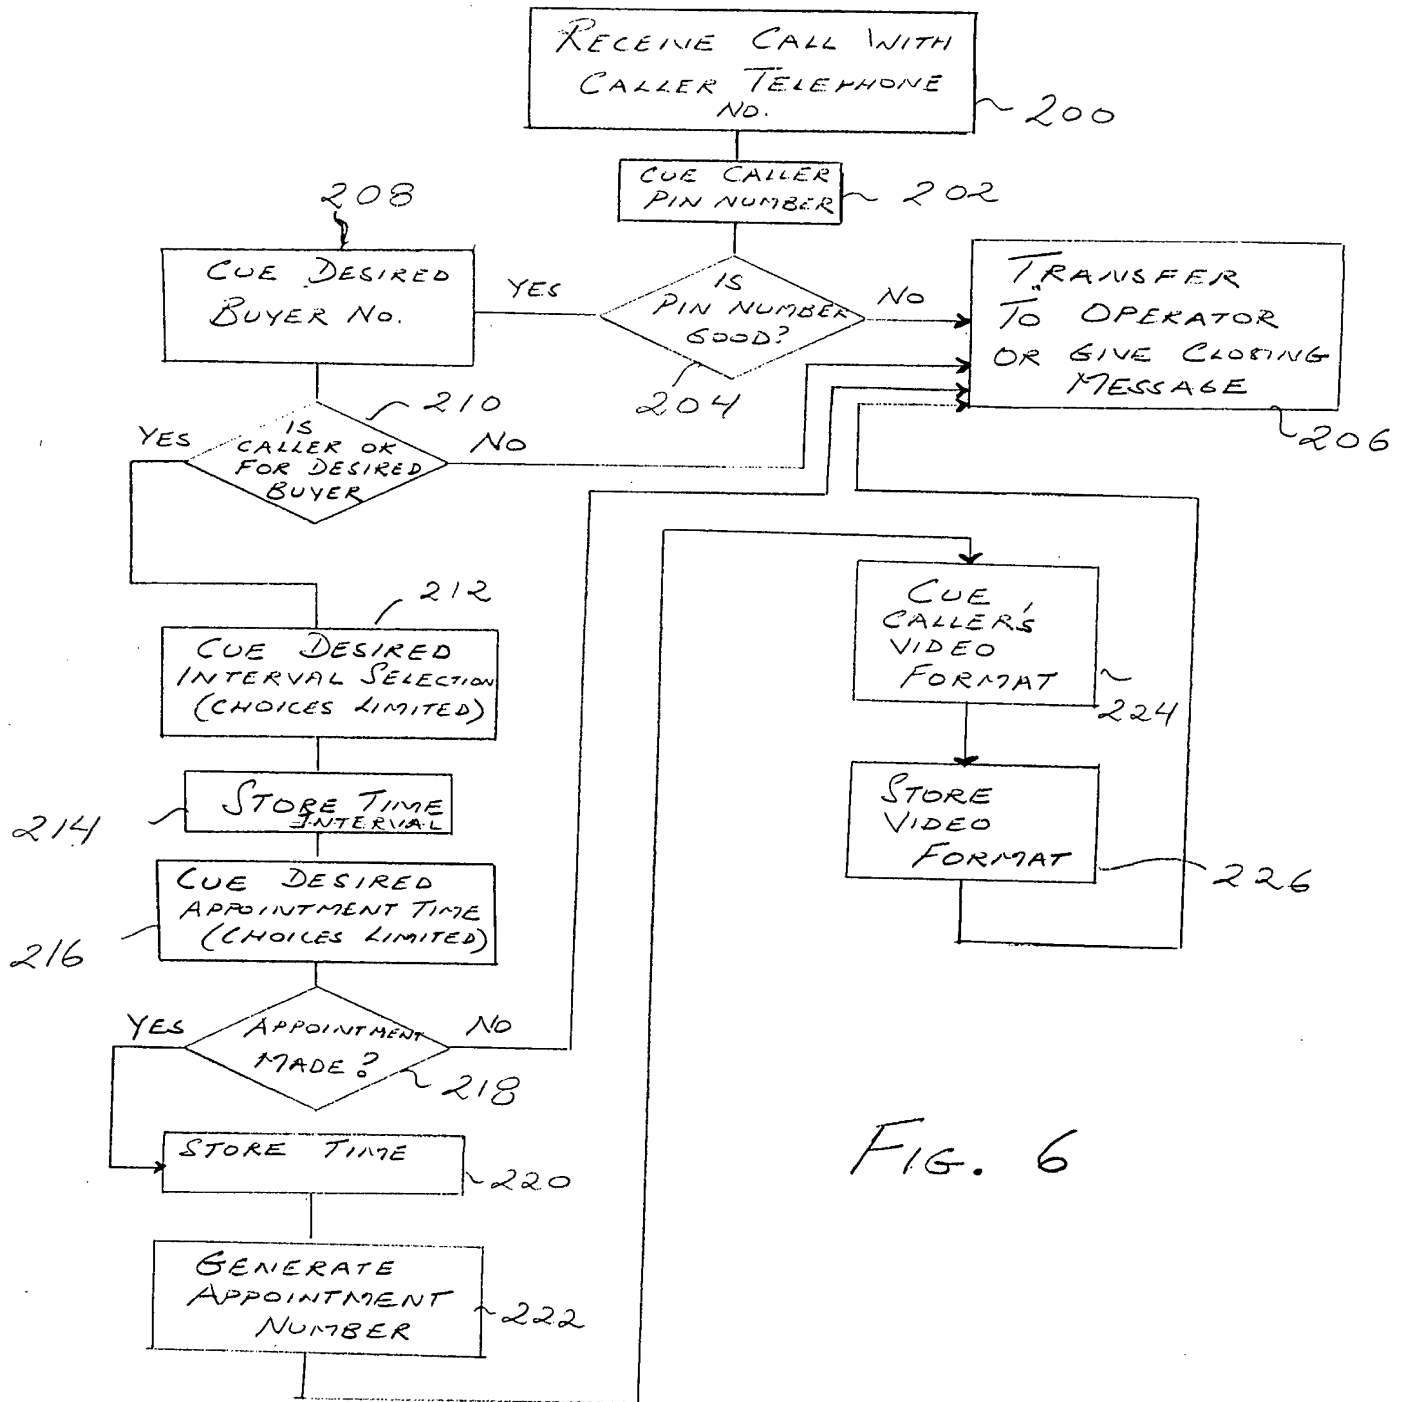 RECEIVE CALL WITH
CALLER TELEPHONE
NO.
200
CUE CALLER
PIN NUMBER
202
208
CUE DESIRED
BUYER NO.
YES
IS
PIN NUMBER
GOOD?
NO
204
TRANSFER
TO OPERATOR
OR GIVE CLOSING
MESSAGE
206
210
YES
IS
CALLER OK
FOR DESIRED
BUYER
NO
212
CUE DESIRED
INTERVAL SELECTION
(CHOICES LIMITED)
CUE
CALLER'S
VIDEO
FORMAT
224
214
STORE TIME
INTERVAL
STORE
VIDEO
FORMAT
226
CUE DESIRED
APPOINTMENT TIME
(CHOICES LIMITED)
216
YES
APPOINTMENT
MADE?
NO
218
STORE TIME
220
FIG. 6
GENERATE
APPOINTMENT
NUMBER
222